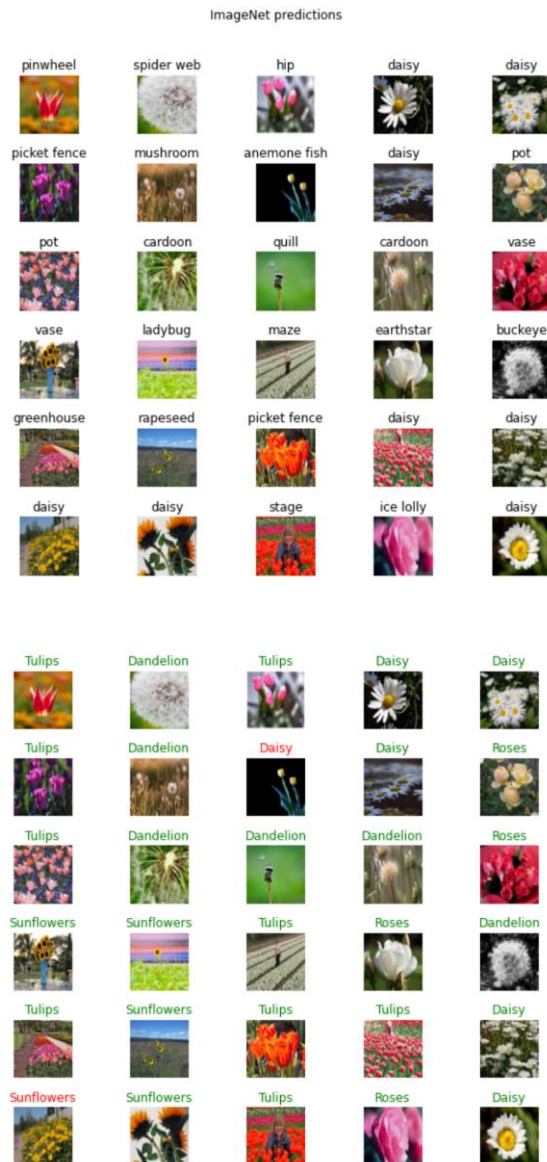 ImageNet predictions
pinwheel spider web hip daisy daisy
picket fence mushroom anemone fish daisy pot
pot cardoon quill cardoon vase
vase ladybug maze earthstar buckeye
greenhouse rapeseed picket fence daisy daisy
daisy daisy stage ice lolly daisy
Tulips Dandelion Tulips Daisy Daisy
Tulips Dandelion Daisy Daisy Roses
Tulips Dandelion Dandelion Dandelion Roses
Sunflowers Sunflowers Tulips Roses Dandelion
Tulips Sunflowers Tulips Tulips Daisy
Sunflowers Sunflowers Tulips Roses Daisy